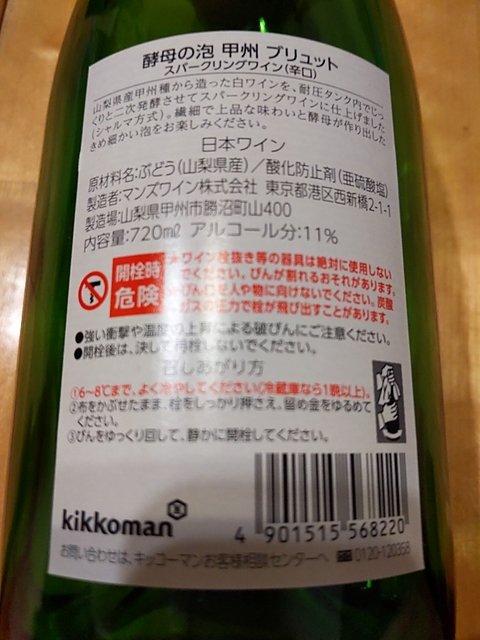 酵母の泡 甲州 ブリュット
スパークリングワイン(辛口)
山梨県産甲州種から造った白ワインを、耐圧タンク内でじっ
くりと二次発酵させてスパークリングワインに仕上げました
(シャルマ方式)。繊細で上品な味わいと酵母が作り出した
きめ細かい泡をお楽しみください。
日本ワイン
原材料名:ぶどう(山梨県産)/酸化防止剤(亜硫酸塩)
製造者:マンズワイン株式会社 東京都港区西新橋2-1-1
製造場:山梨県甲州市勝沼町山400
内容量:720mℓ アルコール分:11%
開栓時
危険
★ワイン栓抜き等の器具は絶対に使用しない
でください。びんが割れるおそれがあります。
★びん口を人や物に向けないでください。炭酸
ガスの圧力で栓が飛び出すことがあります。
●強い衝撃や温度の上昇による破びんにご注意ください。
●開栓後は、決して再栓しないでください。
召しあがり方
①6~8℃まで、よく冷やしてください(冷蔵庫なら1晩以上)。
②布をかぶせたまま、栓をしっかり押さえ、留め金をゆるめて
ください。
③びんをゆっくり回して、静かに開栓してください。
kikkoman
4 901515 568220
お問い合わせは、キッコーマンお客様相談センターへ 0120-120358